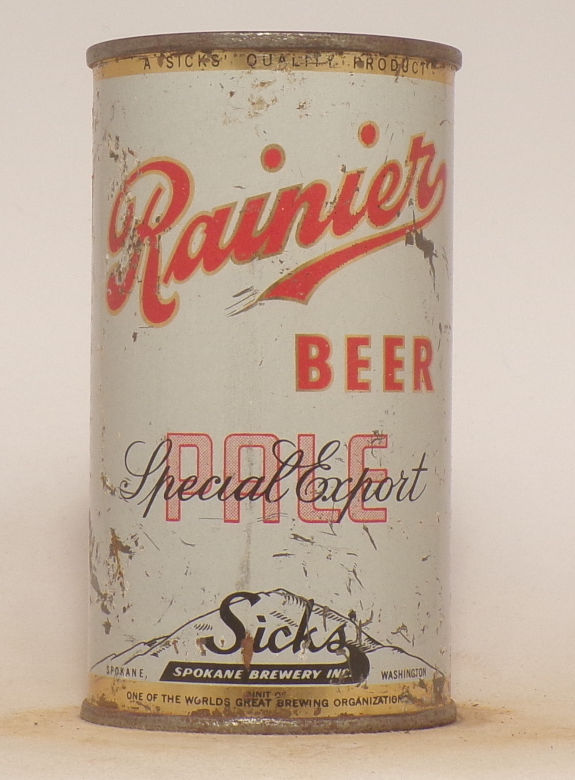 A SICKS' QUALITY PRODUCT
Rainier
BEER
PALE
Special Export
Sicks'
SPOKANE, SPOKANE BREWERY INC. WASHINGTON
UNIT OF
ONE OF THE WORLDS GREAT BREWING ORGANIZATIONS